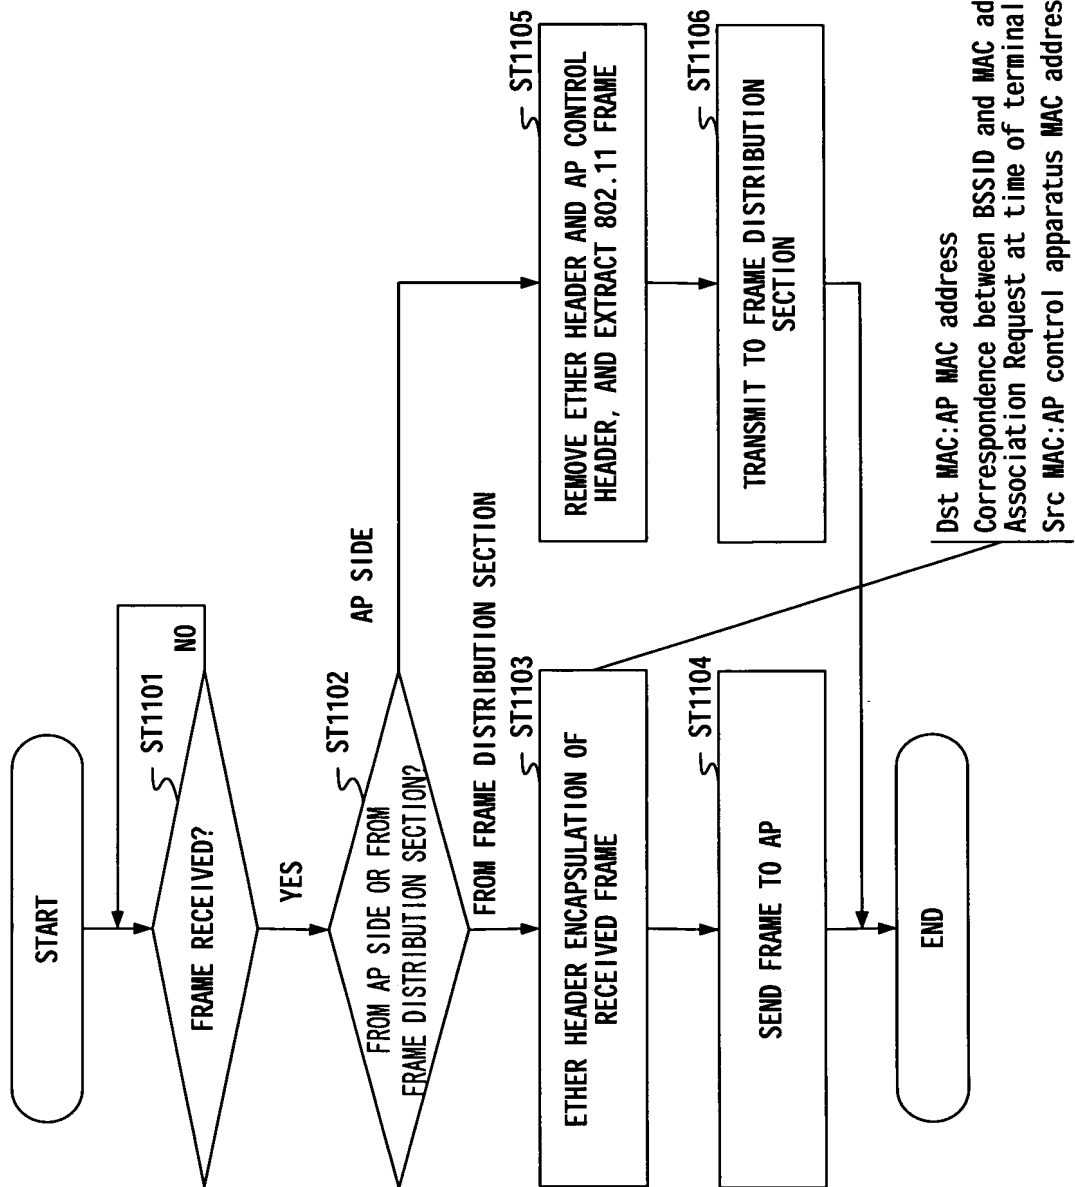 START
FRAME RECEIVED?
ST1101
NO
YES
FROM AP SIDE OR FROM
FRAME DISTRIBUTION SECTION?
ST1102
AP SIDE
FROM FRAME DISTRIBUTION SECTION
ETHER HEADER ENCAPSULATION OF
RECEIVED FRAME
ST1103
SEND FRAME TO AP
ST1104
REMOVE ETHER HEADER AND AP CONTROL
HEADER, AND EXTRACT 802.11 FRAME
ST1105
TRANSMIT TO FRAME DISTRIBUTION
SECTION
ST1106
END
Dst MAC:AP MAC address
Correspondence between BSSID and MAC
Association Request at time of terminal
Src MAC:AP control apparatus MAC